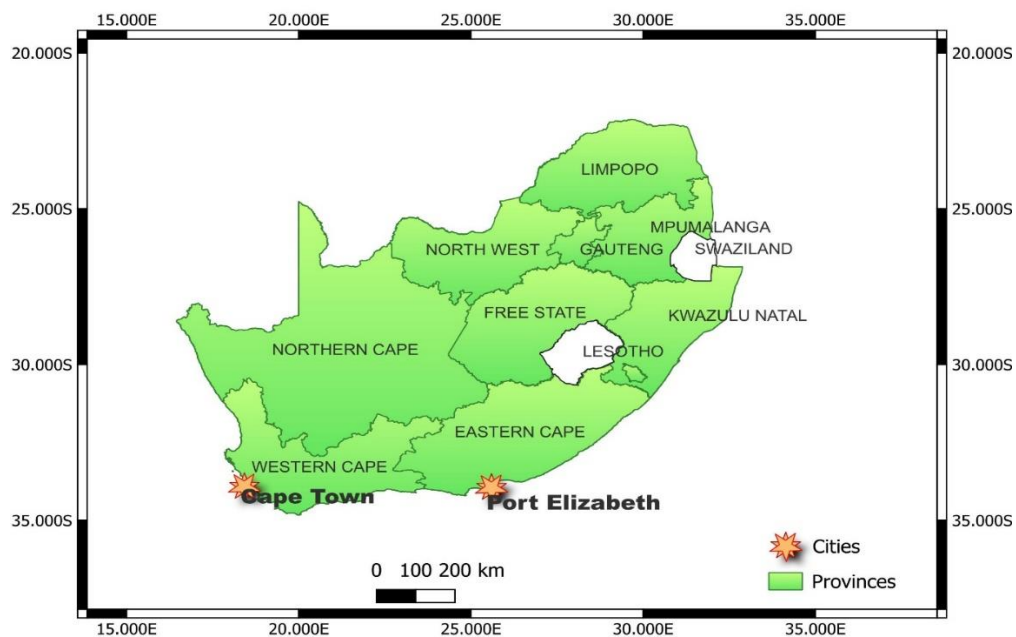 15.000E 20.000E 25.000E 30.000E 35.000E
20.000S 20.000S
LIMPOPO
25.000S 25.000S
MPUMALANGA
NORTH WEST GAUTENG SWAZILAND
FREE STATE KWAZULU NATAL
NORTHERN CAPE LESOTHO
30.000S 30.000S
EASTERN CAPE
WESTERN CAPE
Cape Town Port Elizabeth
35.000S 35.000S
Cities
0 100 200 km
Provinces
15.000E 20.000E 25.000E 30.000E 35.000E